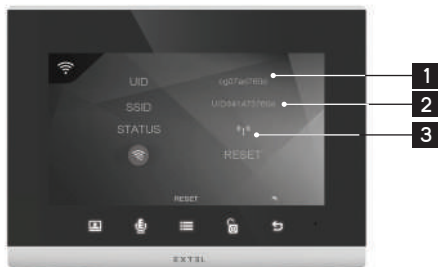 UID
1
SSID
2
STATUS
3
RESET
RESET
EXTEL